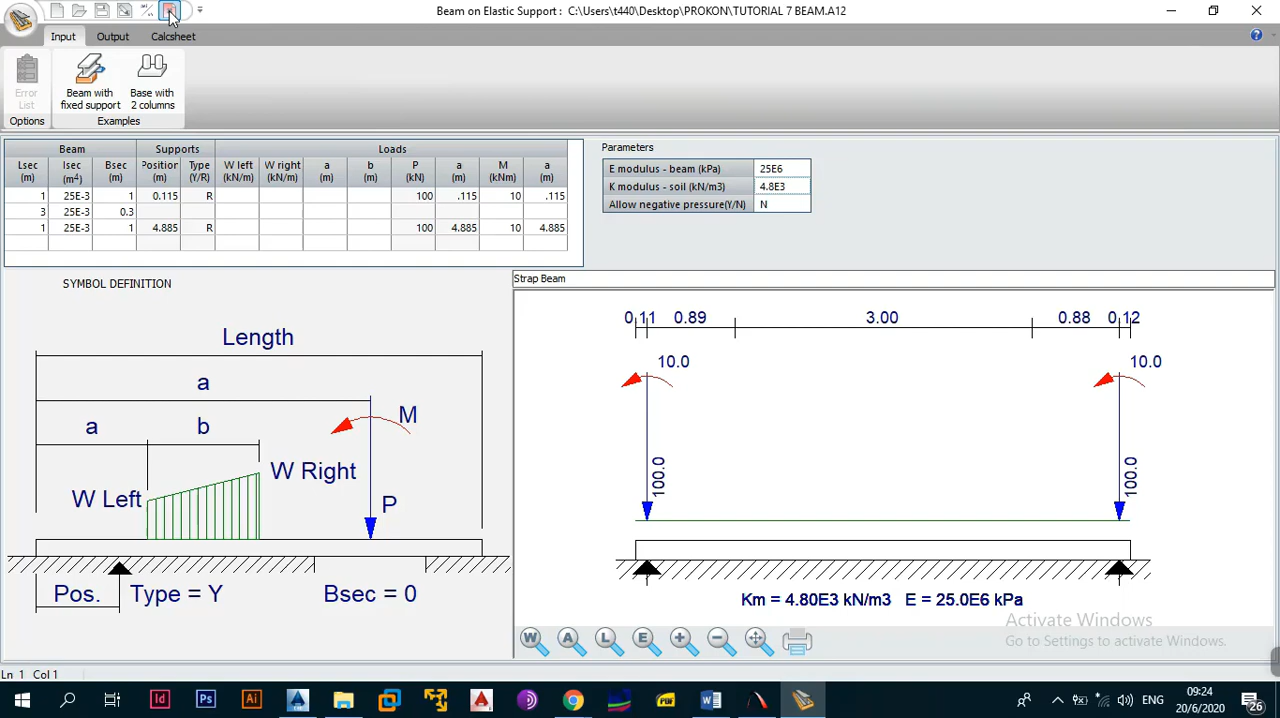 Beam on Elastic Support : C:\Users\t440\Desktop\PROKON\TUTORIAL 7 BEAM.A12
Input Output Calcsheet
Error List
Beam with fixed support
Base with 2 columns
Options Examples
Beam Supports Loads
Lsec (m) Isec (m⁴) Bsec (m) Position (m) Type (Y/R) W left (kN/m) W right (kN/m) a (m) b (m) P (kN) a (m) M (kNm) a (m)
1 25E-3 1 0.115 R 100 .115 10 .115
3 25E-3 0.3
1 25E-3 1 4.885 R 100 4.885 10 4.885
Parameters
E modulus - beam (kPa) 25E6
K modulus - soil (kN/m3) 4.8E3
Allow negative pressure(Y/N) N
SYMBOL DEFINITION
Length
a
M
a b
W Right
W Left
P
Pos. Type = Y Bsec = 0
Strap Beam
0.11 0.89 3.00 0.88 0.12
10.0 10.0
100.0 100.0
Km = 4.80E3 kN/m3 E = 25.0E6 kPa
Activate Windows
Go to Settings to activate Windows.
W A L E
Ln 1 Col 1
Id Ps Ai
ENG
09:24
20/6/2020
26